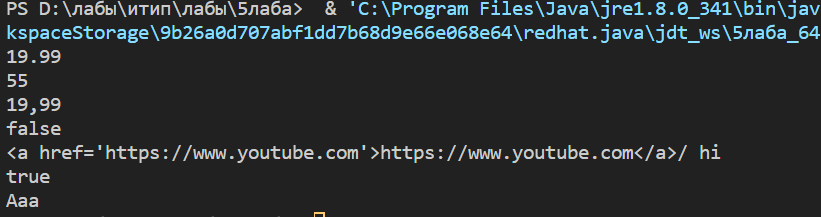 PS D:\лабы\итип\лабы\5лаба>  & 'C:\Program Files\Java\jre1.8.0_341\bin\jav
kspaceStorage\9b26a0d707abf1dd7b68d9e66e068e64\redhat.java\jdt_ws\5лаба_64
19.99
55
19,99
false
<a href='https://www.youtube.com'>https://www.youtube.com</a>/ hi
true
Aaa